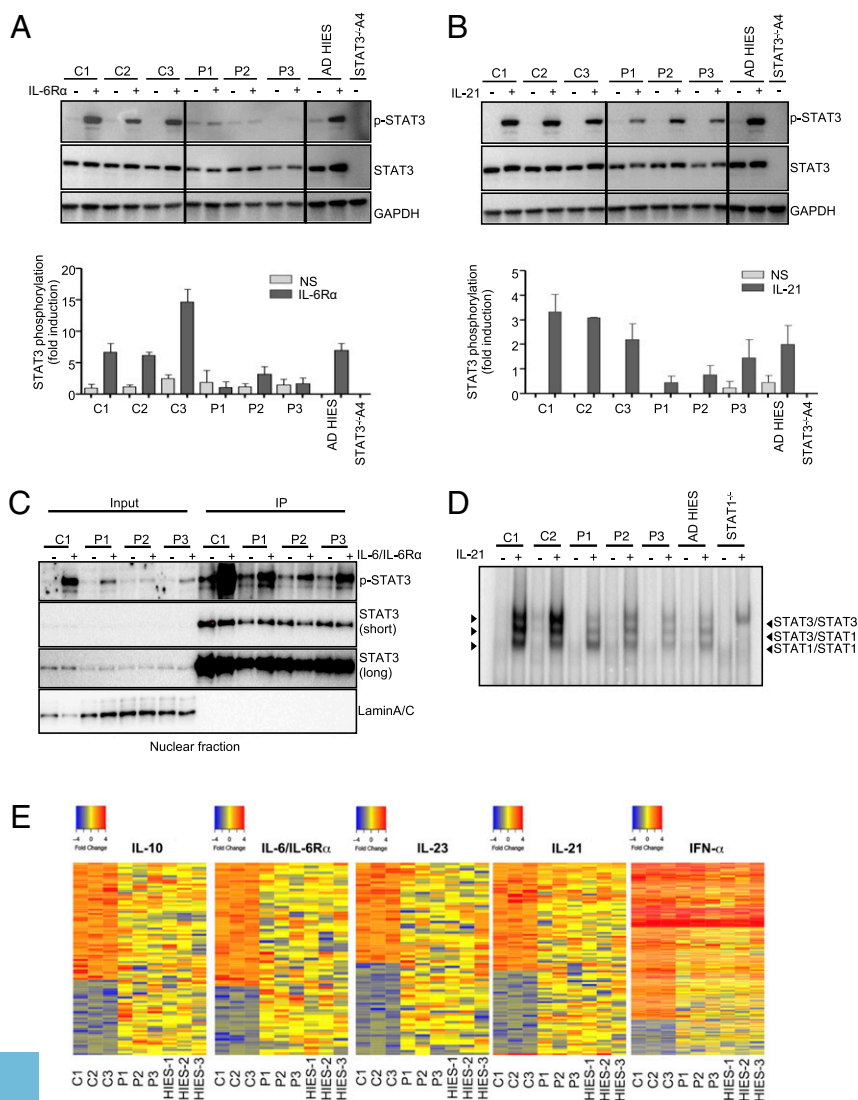 A
C1 C2 C3 P1 P2 P3 AD HIES STAT3-/-A4
IL-6Rα - + - + - + - + - + - + - + -
p-STAT3
STAT3
GAPDH
STAT3 phosphorylation
(fold induction)
20
15
10
5
0
NS
IL-6Rα
C1 C2 C3 P1 P2 P3 AD HIES STAT3-/-A4
B
C1 C2 C3 P1 P2 P3 AD HIES STAT3-/-A4
IL-21 - + - + - + - + - + - + - + -
p-STAT3
STAT3
GAPDH
STAT3 phosphorylation
(fold induction)
5
4
3
2
1
0
NS
IL-21
C1 C2 C3 P1 P2 P3 AD HIES STAT3-/-A4
C
Input IP
C1 P1 P2 P3 C1 P1 P2 P3
- + - + - + - + - + - + - + - + IL-6/IL-6Rα
p-STAT3
STAT3
(short)
STAT3
(long)
LaminA/C
Nuclear fraction
D
C1 C2 P1 P2 P3 AD HIES STAT1-/-
IL-21 - + - + - + - + - + - + - +
STAT3/STAT3
STAT3/STAT1
STAT1/STAT1
E
-4 0 4
Fold Change
IL-10
C1 C2 C3 P1 P2 P3 HIES-1 HIES-2 HIES-3
-4 0 4
Fold Change
IL-6/IL-6Rα
C1 C2 C3 P1 P2 P3 HIES-1 HIES-2 HIES-3
-4 0 4
Fold Change
IL-23
C1 C2 C3 P1 P2 P3 HIES-1 HIES-2 HIES-3
-4 0 4
Fold Change
IL-21
C1 C2 C3 P1 P2 P3 HIES-1 HIES-2 HIES-3
-4 0 4
Fold Change
IFN-α
C1 C2 C3 P1 P2 P3 HIES-1 HIES-2 HIES-3